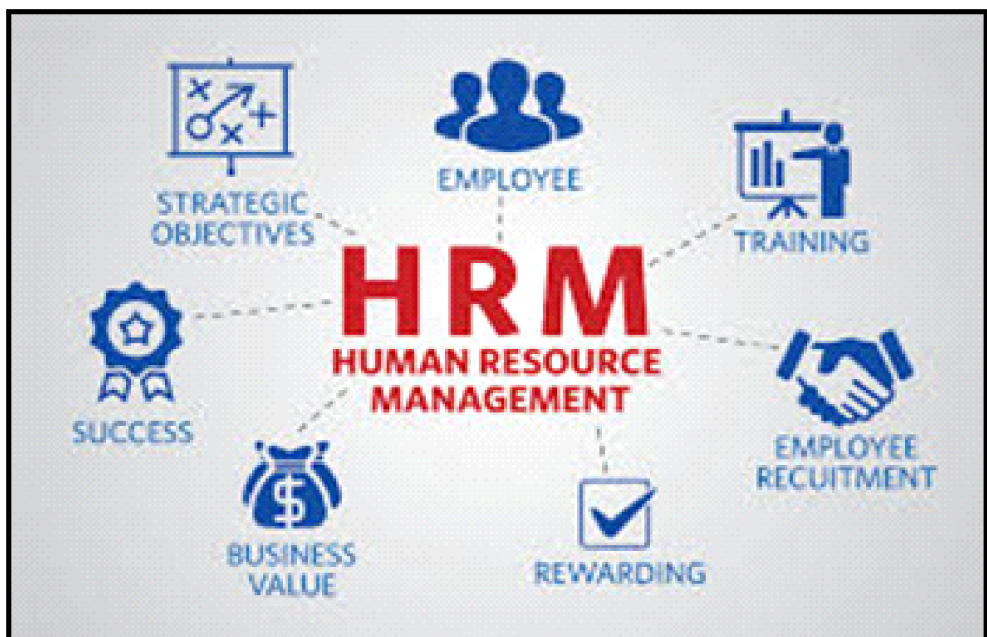 STRATEGIC
OBJECTIVES
EMPLOYEE
TRAINING
HRM
HUMAN RESOURCE
MANAGEMENT
SUCCESS
EMPLOYEE
RECUITMENT
$
BUSINESS
VALUE
REWARDING